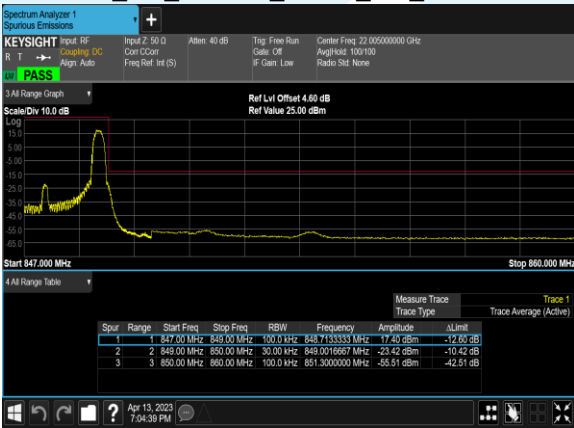 Spectrum Analyzer 1
Spurious Emissions
+
KEYSIGHT Input: RF Input Z: 50 Ω Atten: 40 dB Trig: Free Run Center Freq: 22.005000000 GHz
R T Coupling: DC Corr CCorr Gate: Off Avg|Hold: 100/100
Align: Auto Freq Ref: Int (S) IF Gain: Low Radio Std: None
PASS
3 All Range Graph
Ref Lvl Offset 4.60 dB
Scale/Div 10.0 dB Ref Value 25.00 dBm
Log
15.0
5.00
-5.00
-15.0
-25.0
-35.0
-45.0
-55.0
-65.0
Start 847.000 MHz Stop 860.000 MHz
4 All Range Table
Measure Trace Trace 1
Trace Type Trace Average (Active)
Spur Range Start Freq Stop Freq RBW Frequency Amplitude ΔLimit
1 1 847.00 MHz 849.00 MHz 100.0 kHz 848.7133333 MHz 17.40 dBm -12.60 dB
2 2 849.00 MHz 850.00 MHz 30.00 kHz 849.0016667 MHz -23.42 dBm -10.42 dB
3 3 850.00 MHz 860.00 MHz 100.0 kHz 851.3000000 MHz -55.51 dBm -42.51 dB
? Apr 13, 2023
7:04:39 PM